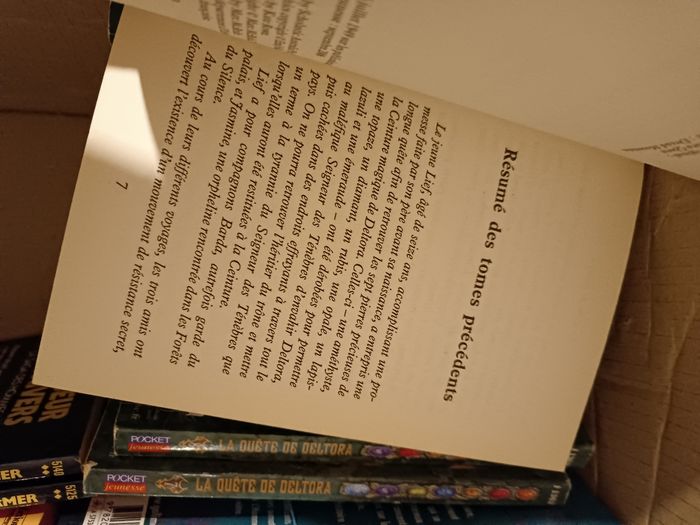 Résumé des tomes précédents
Le jeune Lief, âgé de seize ans, accomplissant une pro-
messe faite par son père avant sa naissance, a entrepris une
longue quête afin de retrouver les sept pierres précieuses de
la Ceinture magique de Deltora. Celles-ci – une améthyste,
une topaze, un diamant, un rubis, une opale, un lapis-
lazuli et une émeraude – ont été dérobées pour permettre
au maléfique Seigneur des Ténèbres d'envahir Deltora,
puis cachées dans des endroits effrayants à travers tout le
pays. On ne pourra retrouver l'héritier du trône et mettre
un terme à la tyrannie du Seigneur des Ténèbres que
lorsqu'elles auront été restituées à la Ceinture.
Lief a pour compagnons Barda, autrefois garde du
palais, et Jasmine, une orpheline rencontrée dans les Forêts
du Silence.
Au cours de leurs différents voyages, les trois amis ont
découvert l'existence d'un mouvement de résistance secret,
7
POCKET
jeunesse
LA QUÊTE DE DELTORA
POCKET
jeunesse
LA QUÊTE DE DELTORA
EUR
VERS
MER
5140
RMER
5125